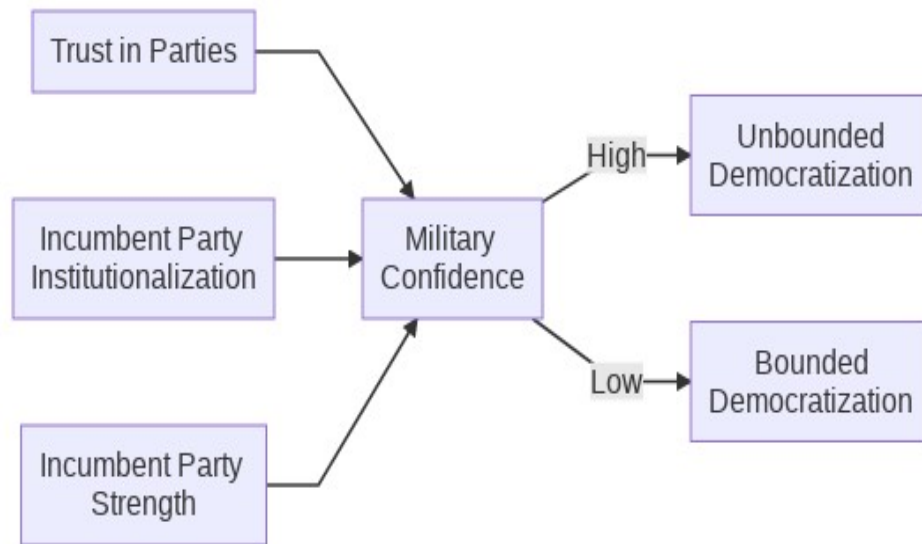 Trust in Parties
Incumbent Party
Institutionalization
Incumbent Party
Strength
Military
Confidence
High
Low
Unbounded
Democratization
Bounded
Democratization